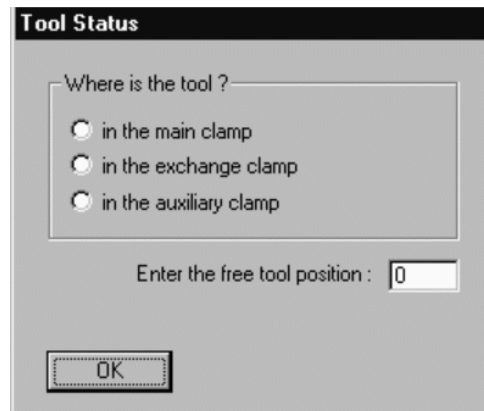 Tool Status
Where is the tool ?
in the main clamp
in the exchange clamp
in the auxiliary clamp
Enter the free tool position : 0
OK